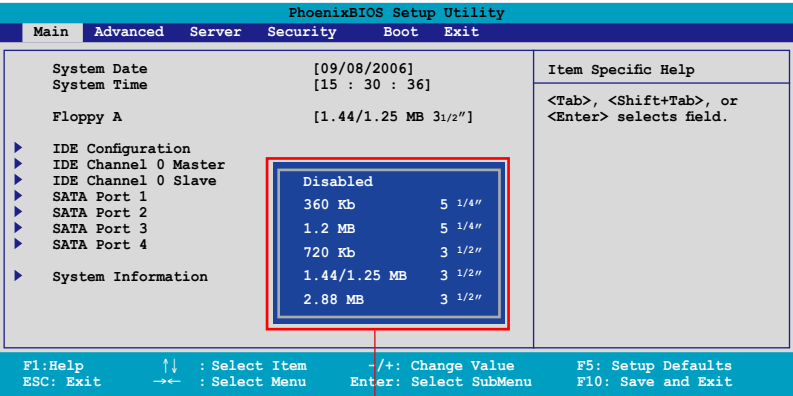 PhoenixBIOS Setup Utility
Main Advanced Server Security Boot Exit
System Date [09/08/2006]
System Time [15 : 30 : 36]
Floppy A [1.44/1.25 MB 31/2"]
IDE Configuration
IDE Channel 0 Master
IDE Channel 0 Slave
SATA Port 1
SATA Port 2
SATA Port 3
SATA Port 4
System Information
Disabled
360 Kb 5 1/4"
1.2 MB 5 1/4"
720 Kb 3 1/2"
1.44/1.25 MB 3 1/2"
2.88 MB 3 1/2"
Item Specific Help
<Tab>, <Shift+Tab>, or
<Enter> selects field.
F1:Help ↑↓ : Select Item -/+: Change Value F5: Setup Defaults
ESC: Exit →← : Select Menu Enter: Select SubMenu F10: Save and Exit